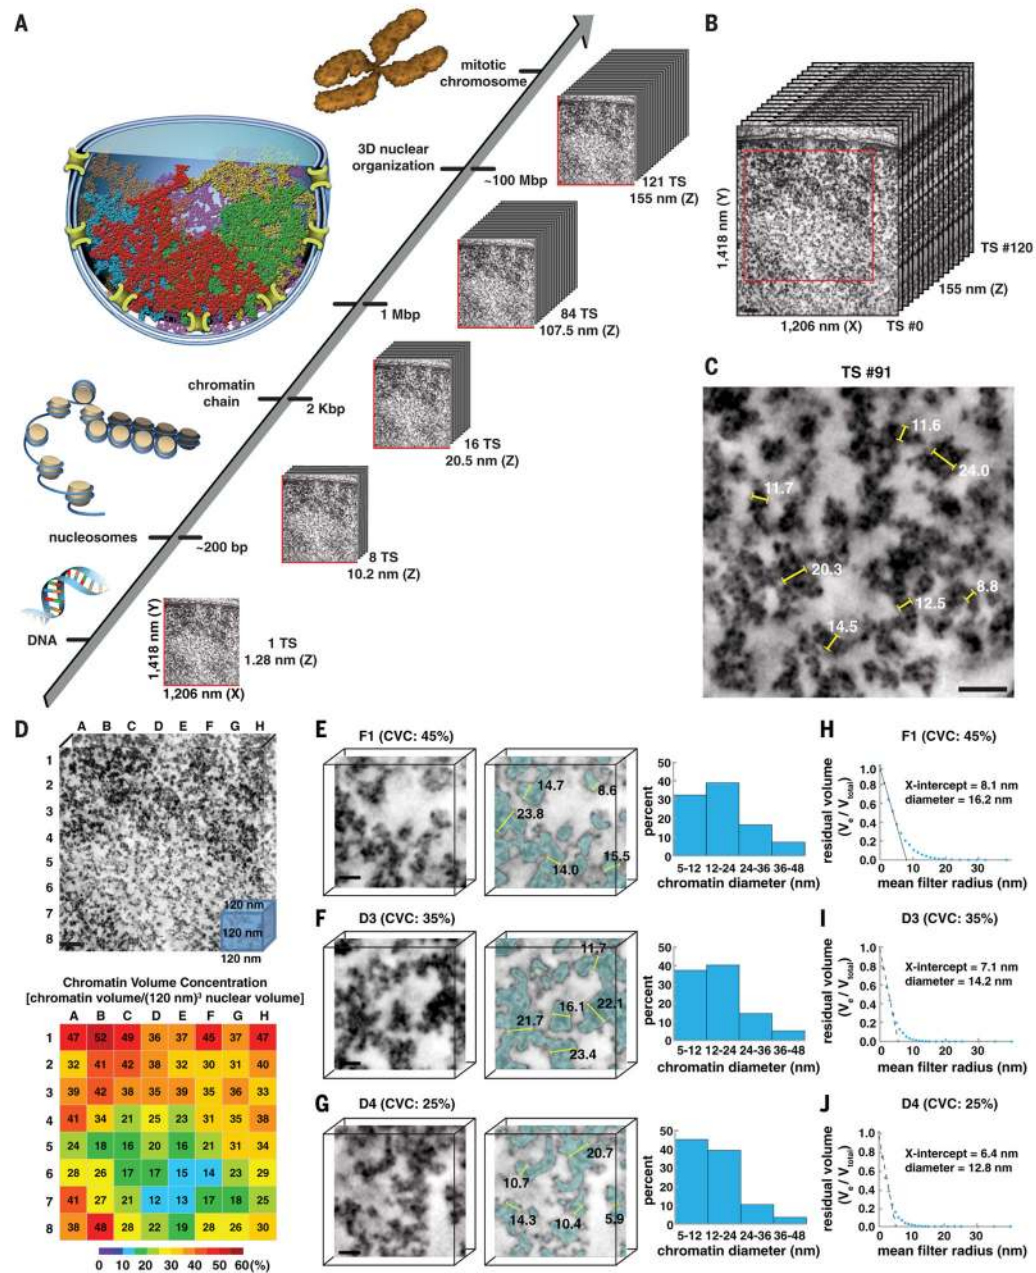 A
mitotic
chromosome
3D nuclear
organization
~100 Mbp
121 TS
155 nm (Z)
1 Mbp
84 TS
107.5 nm (Z)
chromatin
chain
2 Kbp
16 TS
20.5 nm (Z)
nucleosomes
~200 bp
8 TS
10.2 nm (Z)
DNA
1,418 nm (Y)
1 TS
1.28 nm (Z)
1,206 nm (X)
B
1,418 nm (Y)
TS #120
155 nm (Z)
1,206 nm (X)
TS #0
C
TS #91
11.6
24.0
11.7
20.3
8.8
12.5
14.5
D
A B C D E F G H
1
2
3
4
5
6
7
8
120 nm
120 nm
120 nm
Chromatin Volume Concentration
[chromatin volume/(120 nm)³ nuclear volume]
A B C D E F G H
1 47 52 49 36 37 45 37 47
2 32 41 42 38 32 30 31 40
3 39 42 38 35 39 36 36 33
4 41 34 21 25 23 31 35 38
5 24 18 16 20 16 21 31 34
6 28 26 17 17 15 14 23 29
7 41 27 21 12 13 17 18 25
8 38 48 28 22 19 28 26 30
0 10 20 30 40 50 60(%)
E
F1 (CVC: 45%)
14.7
8.6
23.8
14.0
15.5
50
40
30
20
10
0
percent
5-12 12-24 24-36 36-48
chromatin diameter (nm)
F
D3 (CVC: 35%)
11.7
16.1
22.1
21.7
23.4
50
40
30
20
10
0
percent
5-12 12-24 24-36 36-48
chromatin diameter (nm)
G
D4 (CVC: 25%)
20.7
10.7
14.3
10.4
5.9
50
40
30
20
10
0
percent
5-12 12-24 24-36 36-48
chromatin diameter (nm)
H
F1 (CVC: 45%)
residual volume
(Ve / Vtotal)
1.0
0.8
0.6
0.4
0.2
0.0
X-intercept = 8.1 nm
diameter = 16.2 nm
0 10 20 30
mean filter radius (nm)
I
D3 (CVC: 35%)
residual volume
(Ve / Vtotal)
1.0
0.8
0.6
0.4
0.2
0.0
X-intercept = 7.1 nm
diameter = 14.2 nm
0 10 20 30
mean filter radius (nm)
J
D4 (CVC: 25%)
residual volume
(Ve / Vtotal)
1.0
0.8
0.6
0.4
0.2
0.0
X-intercept = 6.4 nm
diameter = 12.8 nm
0 10 20 30
mean filter radius (nm)